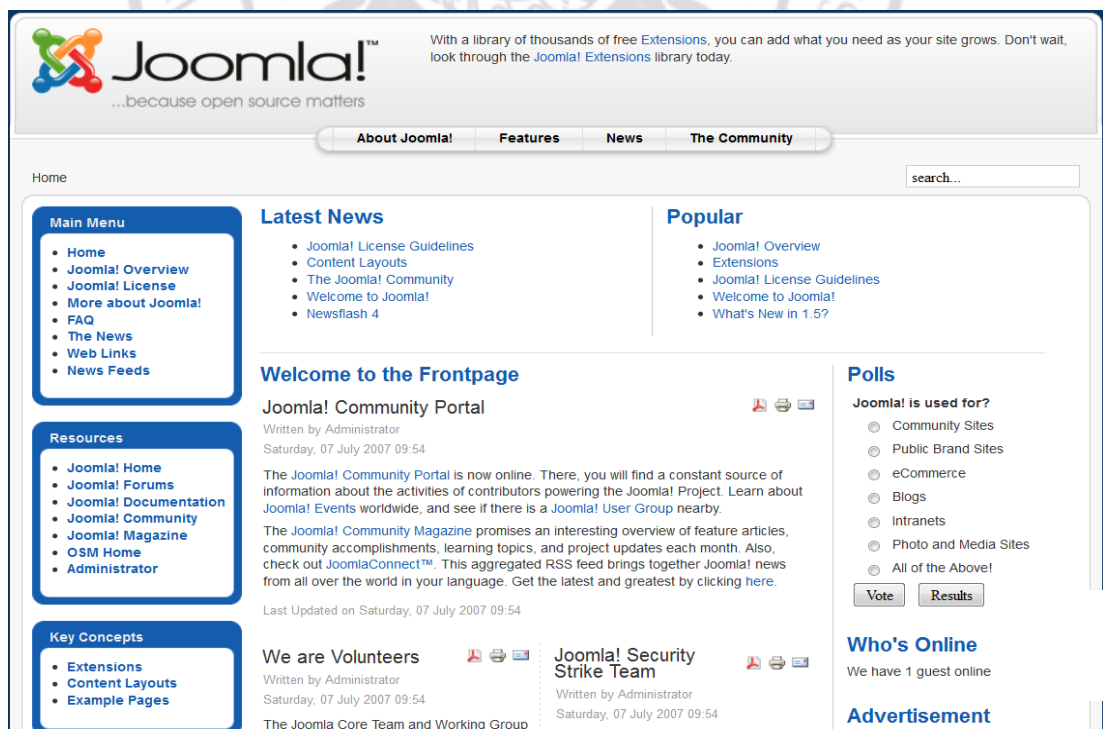 Joomla!™
...because open source matters
With a library of thousands of free Extensions, you can add what you need as your site grows. Don't wait,
look through the Joomla! Extensions library today.
About Joomla! Features News The Community
Home
search...
Main Menu
Home
Joomla! Overview
Joomla! License
More about Joomla!
FAQ
The News
Web Links
News Feeds
Resources
Joomla! Home
Joomla! Forums
Joomla! Documentation
Joomla! Community
Joomla! Magazine
OSM Home
Administrator
Key Concepts
Extensions
Content Layouts
Example Pages
Latest News
Joomla! License Guidelines
Content Layouts
The Joomla! Community
Welcome to Joomla!
Newsflash 4
Popular
Joomla! Overview
Extensions
Joomla! License Guidelines
Welcome to Joomla!
What's New in 1.5?
Welcome to the Frontpage
Joomla! Community Portal
Written by Administrator
Saturday, 07 July 2007 09:54
The Joomla! Community Portal is now online. There, you will find a constant source of
information about the activities of contributors powering the Joomla! Project. Learn about
Joomla! Events worldwide, and see if there is a Joomla! User Group nearby.
The Joomla! Community Magazine promises an interesting overview of feature articles,
community accomplishments, learning topics, and project updates each month. Also,
check out JoomlaConnect™. This aggregated RSS feed brings together Joomla! news
from all over the world in your language. Get the latest and greatest by clicking here.
Last Updated on Saturday, 07 July 2007 09:54
We are Volunteers
Written by Administrator
Saturday, 07 July 2007 09:54
The Joomla Core Team and Working Group
Joomla! Security
Strike Team
Written by Administrator
Saturday, 07 July 2007 09:54
Polls
Joomla! is used for?
Community Sites
Public Brand Sites
eCommerce
Blogs
Intranets
Photo and Media Sites
All of the Above!
Vote Results
Who's Online
We have 1 guest online
Advertisement